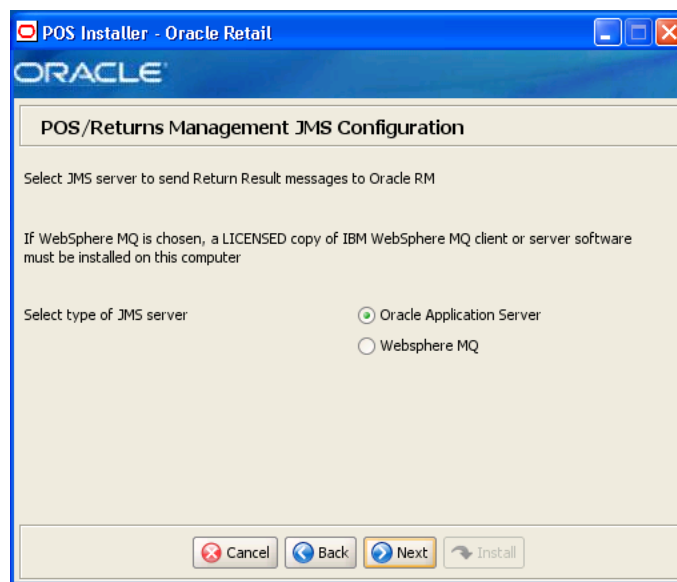 POS Installer - Oracle Retail
ORACLE
POS/Returns Management JMS Configuration
Select JMS server to send Return Result messages to Oracle RM
If WebSphere MQ is chosen, a LICENSED copy of IBM WebSphere MQ client or server software
must be installed on this computer
Select type of JMS server
Oracle Application Server
Websphere MQ
Cancel Back Next Install